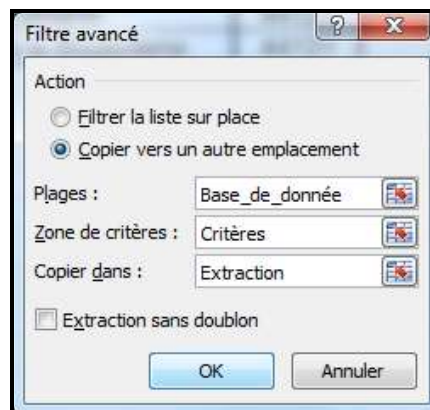 Filtre avancé
Action
Filtrer la liste sur place
Copier vers un autre emplacement
Plages : Base_de_donnée
Zone de critères : Critères
Copier dans : Extraction
Extraction sans doublon
OK Annuler